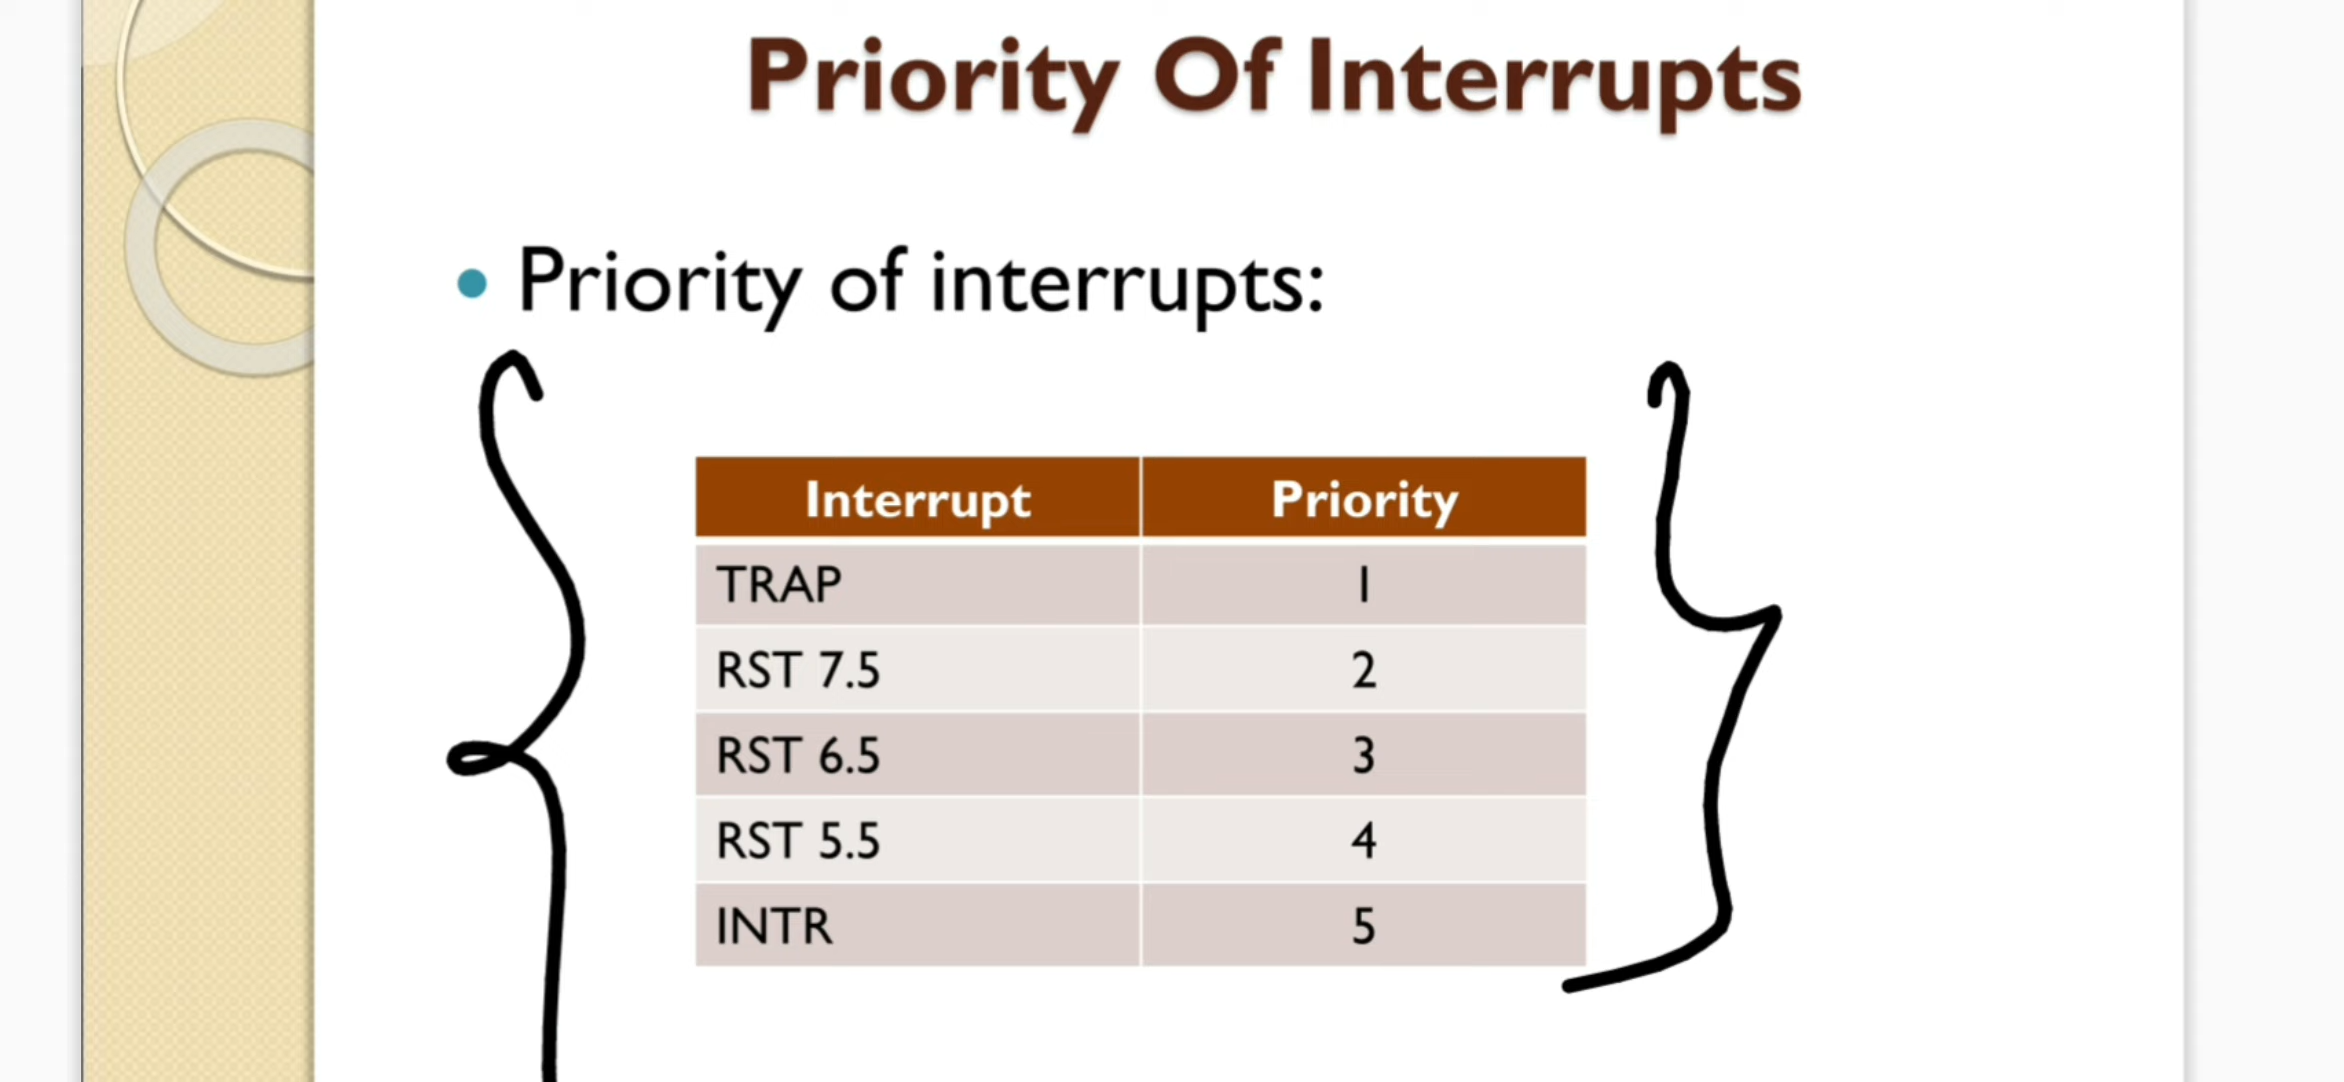 Priority Of Interrupts
Priority of interrupts:
Interrupt Priority
TRAP 1
RST 7.5 2
RST 6.5 3
RST 5.5 4
INTR 5